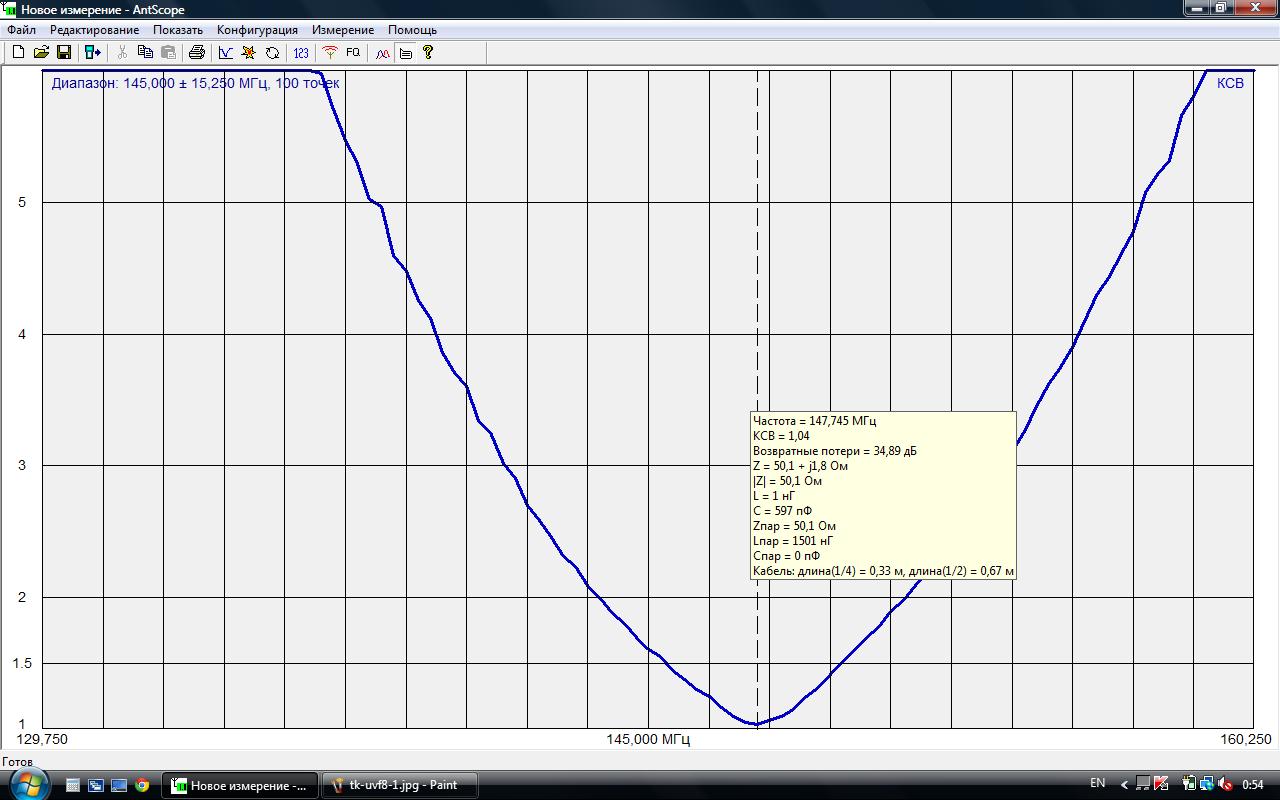 Новое измерение - AntScope
Файл Редактирование Показать Конфигурация Измерение Помощь
123 FQ ?
Диапазон: 145,000 ± 15,250 МГц, 100 точек КСВ
5
4
3
2
1.5
1
Частота = 147,745 МГц
КСВ = 1,04
Возвратные потери = 34,89 дБ
Z = 50,1 + j1,8 Ом
|Z| = 50,1 Ом
L = 1 нГ
C = 597 пФ
Zпар = 50,1 Ом
Lпар = 1501 нГ
Cпар = 0 пФ
Кабель: длина(1/4) = 0,33 м, длина(1/2) = 0,67 м
129,750 145,000 МГц 160,250
Готов
Новое измерение -... tk-uvf8-1.jpg - Paint EN 0:54